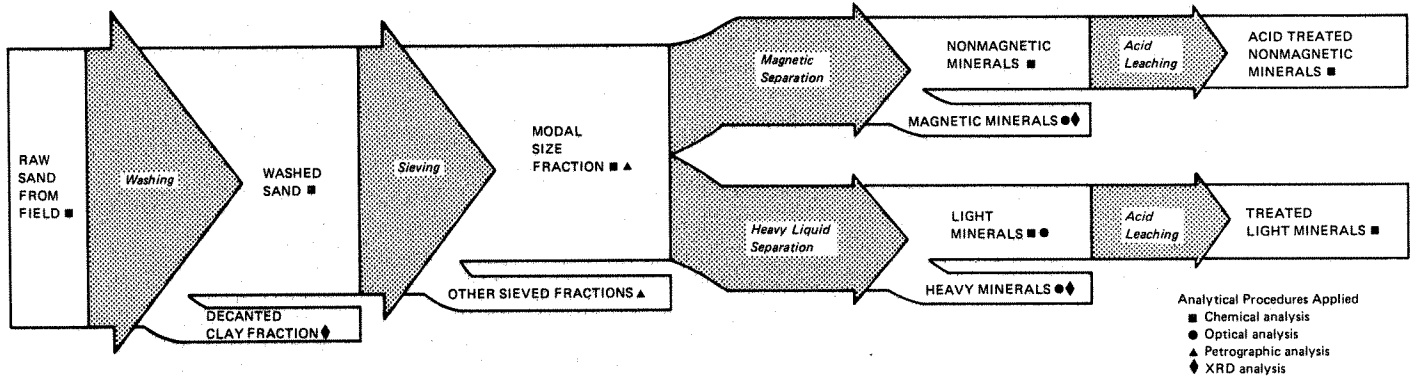 RAW
SAND
FROM
FIELD ■
Washing
WASHED
SAND ■
DECANTED
CLAY FRACTION ♦
Sieving
MODAL
SIZE
FRACTION ■ ▲
OTHER SIEVED FRACTIONS ▲
Magnetic
Separation
NONMAGNETIC
MINERALS ■
MAGNETIC MINERALS ● ♦
Acid
Leaching
ACID TREATED
NONMAGNETIC
MINERALS ■
Heavy Liquid
Separation
LIGHT
MINERALS ■ ●
HEAVY MINERALS ● ♦
Acid
Leaching
TREATED
LIGHT MINERALS ■
Analytical Procedures Applied
■ Chemical analysis
● Optical analysis
▲ Petrographic analysis
♦ XRD analysis